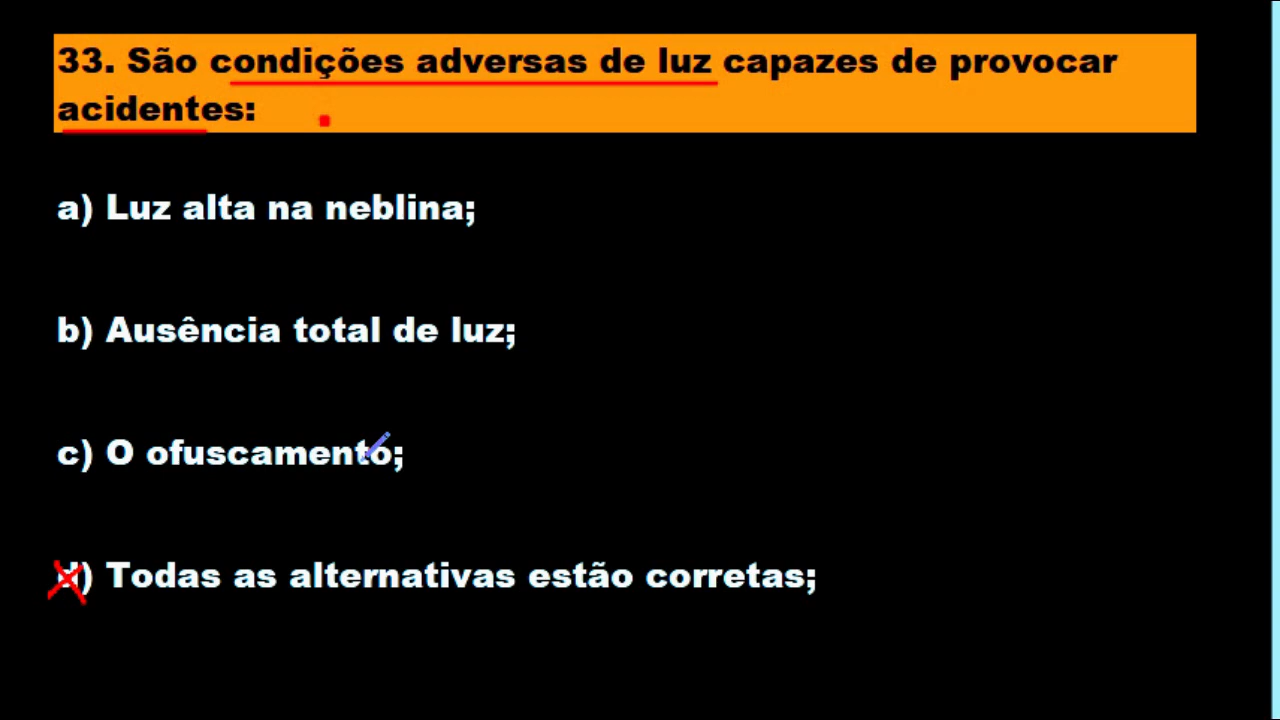 33. São condições adversas de luz capazes de provocar
acidentes:
a) Luz alta na neblina;
b) Ausência total de luz;
c) O ofuscamento;
d) Todas as alternativas estão corretas;